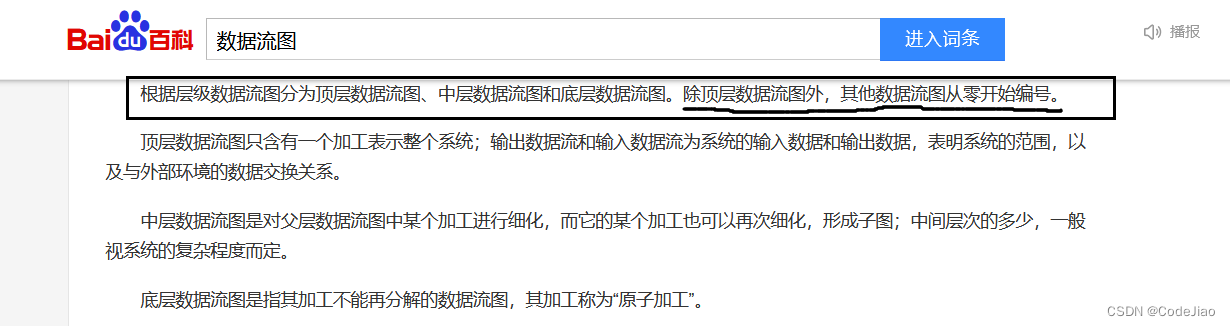 Baidu百科 数据流图 进入词条 播报
根据层级数据流图分为顶层数据流图、中层数据流图和底层数据流图。除顶层数据流图外，其他数据流图从零开始编号。
顶层数据流图只含有一个加工表示整个系统；输出数据流和输入数据流为系统的输入数据和输出数据，表明系统的范围，以
及与外部环境的数据交换关系。
中层数据流图是对父层数据流图中某个加工进行细化，而它的某个加工也可以再次细化，形成子图；中间层次的多少，一般
视系统的复杂程度而定。
底层数据流图是指其加工不能再分解的数据流图，其加工称为“原子加工”。
CSDN @CodeJiao